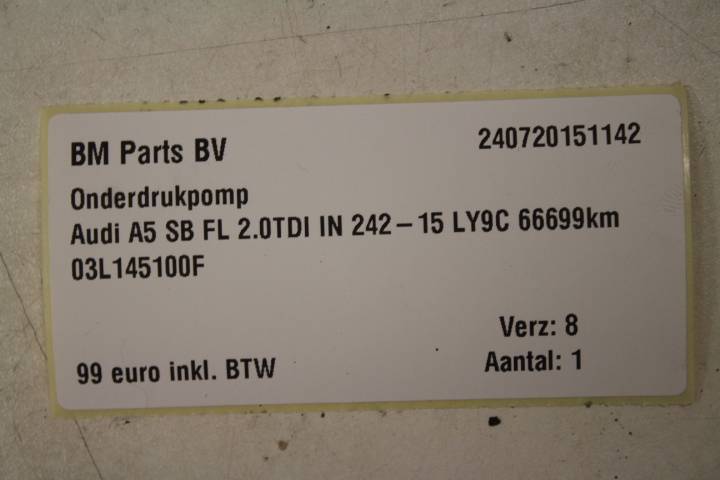 BM Parts BV
240720151142
Onderdrukpomp
Audi A5 SB FL 2.0TDI IN 242-15 LY9C 66699km
03L145100F
Verz: 8
99 euro inkl. BTW
Aantal: 1